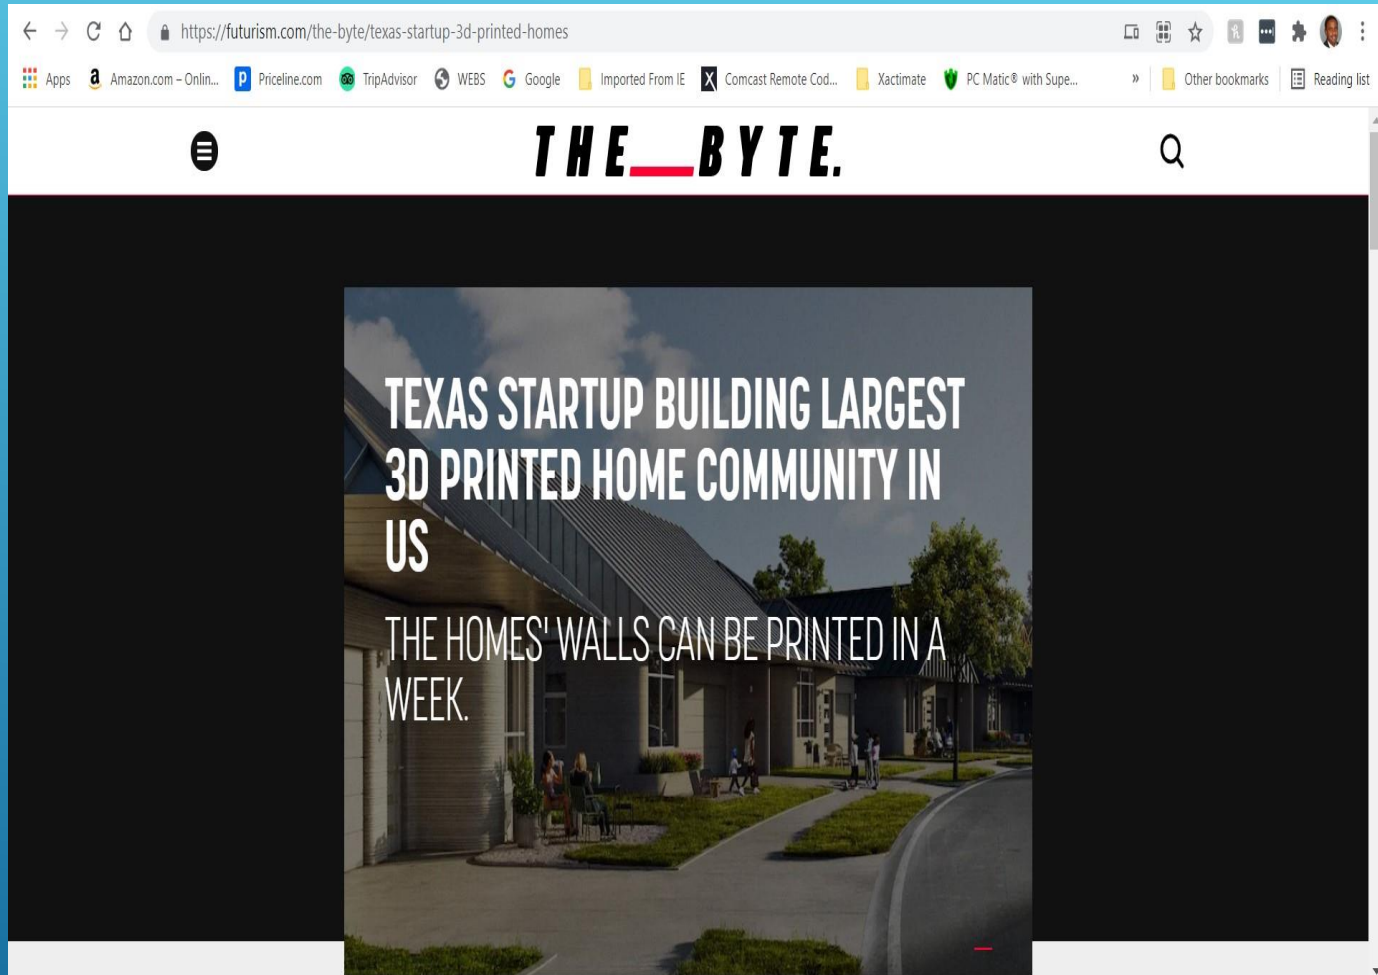 https://futurism.com/the-byte/texas-startup-3d-printed-homes
Apps Amazon.com – Onlin... Priceline.com TripAdvisor WEBS Google Imported From IE Comcast Remote Cod... Xactimate PC Matic® with Supe... » Other bookmarks Reading list
THE__BYTE.
TEXAS STARTUP BUILDING LARGEST
3D PRINTED HOME COMMUNITY IN
US
THE HOMES' WALLS CAN BE PRINTED IN A
WEEK.